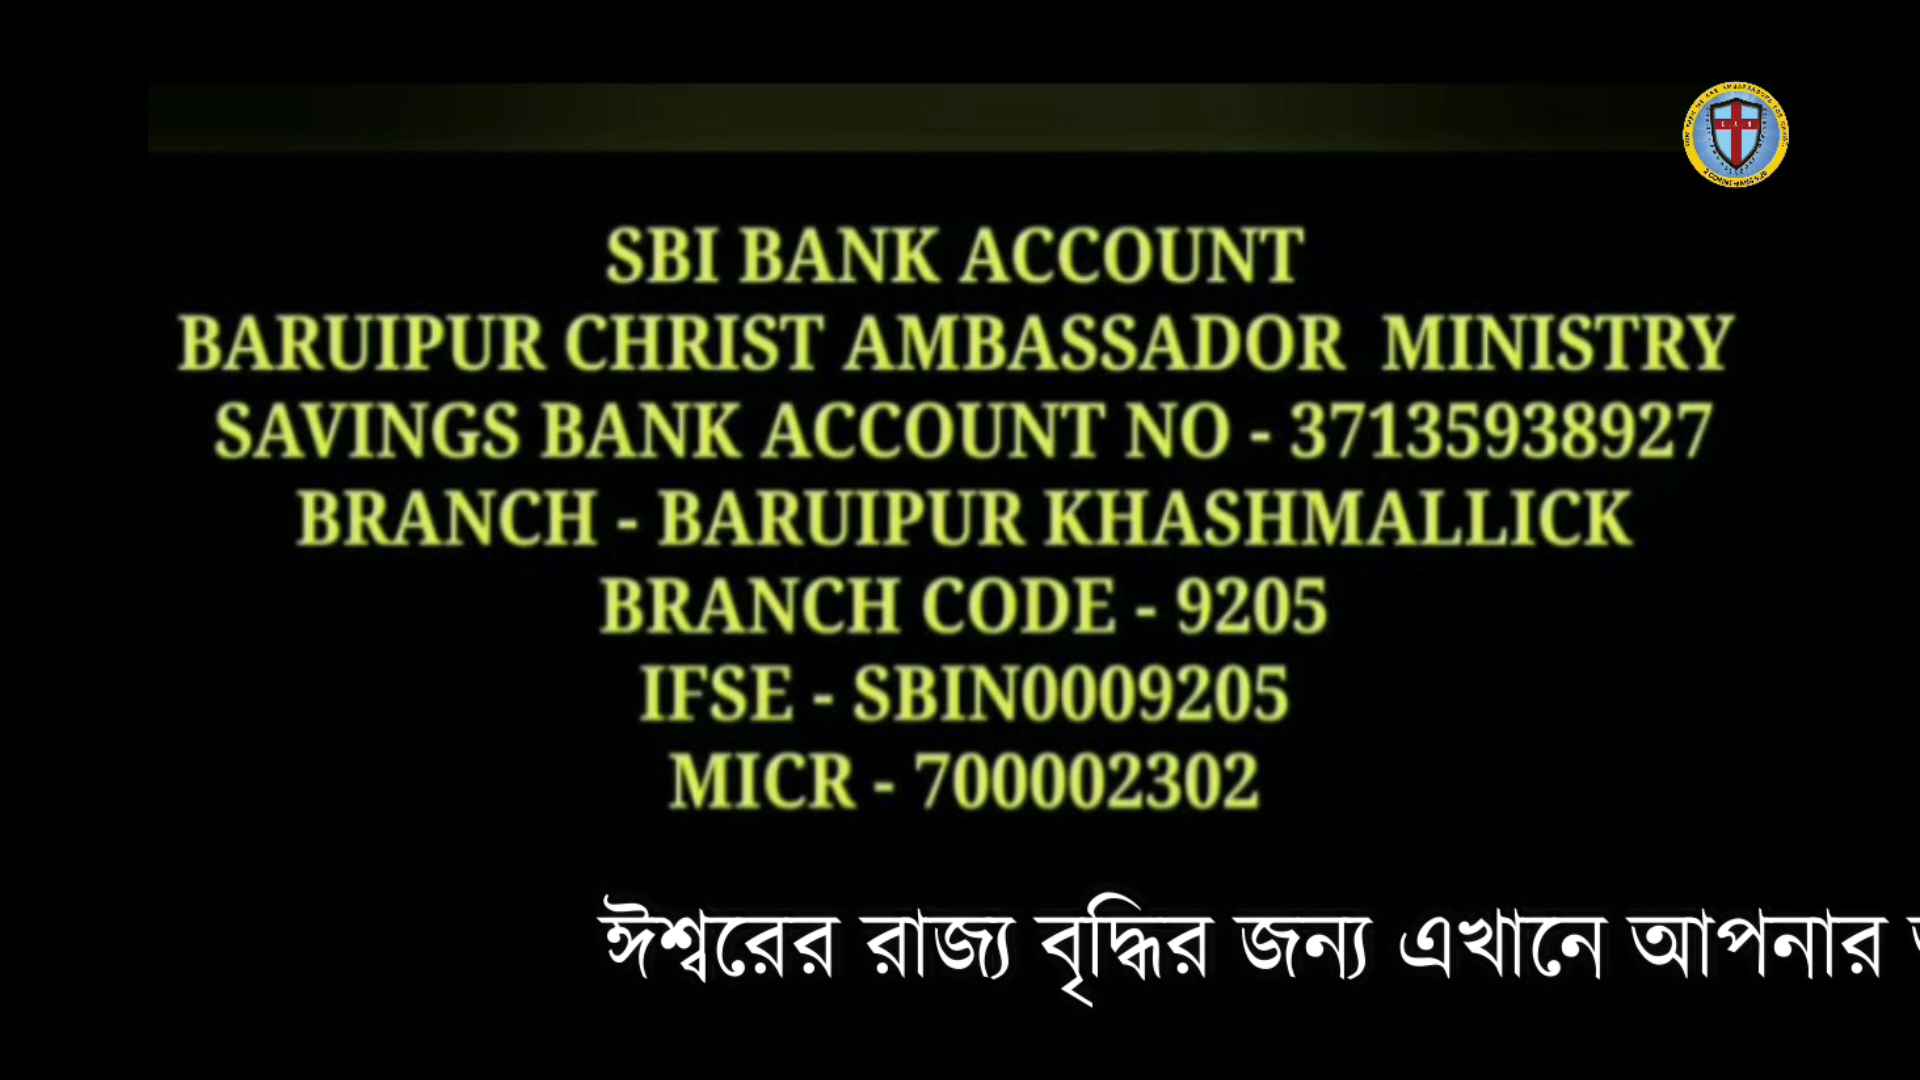 SBI BANK ACCOUNT
BARUIPUR CHRIST AMBASSADOR MINISTRY
SAVINGS BANK ACCOUNT NO - 37135938927
BRANCH - BARUIPUR KHASHMALLICK
BRANCH CODE - 9205
IFSE - SBIN0009205
MICR - 700002302
ঈশ্বরের রাজ্য বৃদ্ধির জন্য এখানে আপনার